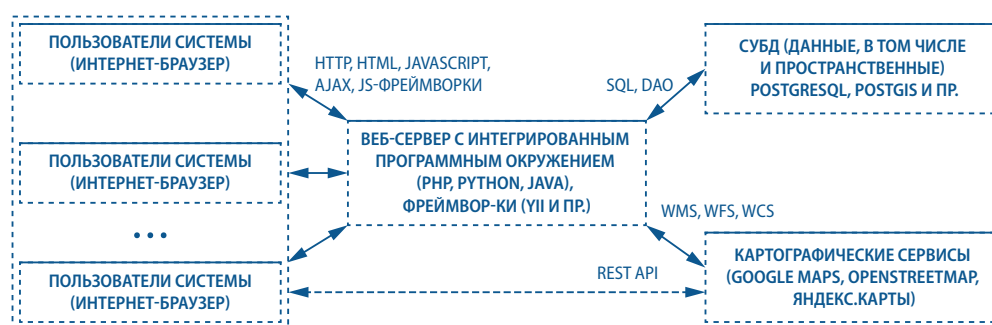 ПОЛЬЗОВАТЕЛИ СИСТЕМЫ
(ИНТЕРНЕТ-БРАУЗЕР)
HTTP, HTML, JAVASCRIPT,
AJAX, JS-ФРЕЙМВОРКИ
SQL, DAO
СУБД (ДАННЫЕ, В ТОМ ЧИСЛЕ
И ПРОСТРАНСТВЕННЫЕ)
POSTGRESQL, POSTGIS И ПР.
ПОЛЬЗОВАТЕЛИ СИСТЕМЫ
(ИНТЕРНЕТ-БРАУЗЕР)
ВЕБ-СЕРВЕР С ИНТЕГРИРОВАННЫМ
ПРОГРАММНЫМ ОКРУЖЕНИЕМ
(PHP, PYTHON, JAVA),
ФРЕЙМВОР-КИ (YII И ПР.)
WMS, WFS, WCS
...
ПОЛЬЗОВАТЕЛИ СИСТЕМЫ
(ИНТЕРНЕТ-БРАУЗЕР)
REST API
КАРТОГРАФИЧЕСКИЕ СЕРВИСЫ
(GOOGLE MAPS, OPENSTREETMAP,
ЯНДЕКС.КАРТЫ)